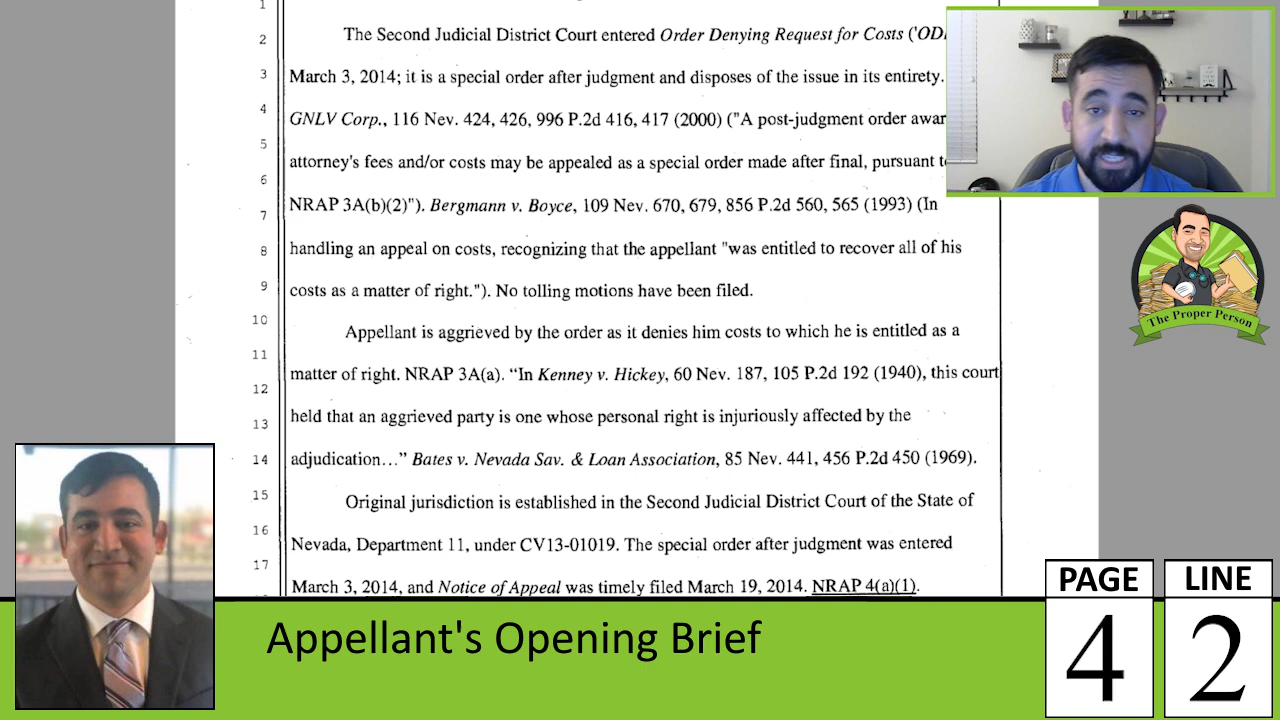 1
2 The Second Judicial District Court entered Order Denying Request for Costs ('OD
3 March 3, 2014; it is a special order after judgment and disposes of the issue in its entirety.
4 GNLV Corp., 116 Nev. 424, 426, 996 P.2d 416, 417 (2000) ("A post-judgment order awar
5 attorney's fees and/or costs may be appealed as a special order made after final, pursuant t
6
7 NRAP 3A(b)(2)"). Bergmann v. Boyce, 109 Nev. 670, 679, 856 P.2d 560, 565 (1993) (In
8 handling an appeal on costs, recognizing that the appellant "was entitled to recover all of his
9 costs as a matter of right."). No tolling motions have been filed.
10 Appellant is aggrieved by the order as it denies him costs to which he is entitled as a
11 matter of right. NRAP 3A(a). “In Kenney v. Hickey, 60 Nev. 187, 105 P.2d 192 (1940), this court
12
13 held that an aggrieved party is one whose personal right is injuriously affected by the
14 adjudication…” Bates v. Nevada Sav. & Loan Association, 85 Nev. 441, 456 P.2d 450 (1969).
15 Original jurisdiction is established in the Second Judicial District Court of the State of
16 Nevada, Department 11, under CV13-01019. The special order after judgment was entered
17 March 3, 2014, and Notice of Appeal was timely filed March 19, 2014. NRAP 4(a)(1).
The Proper Person
Appellant's Opening Brief
PAGE
4
LINE
2